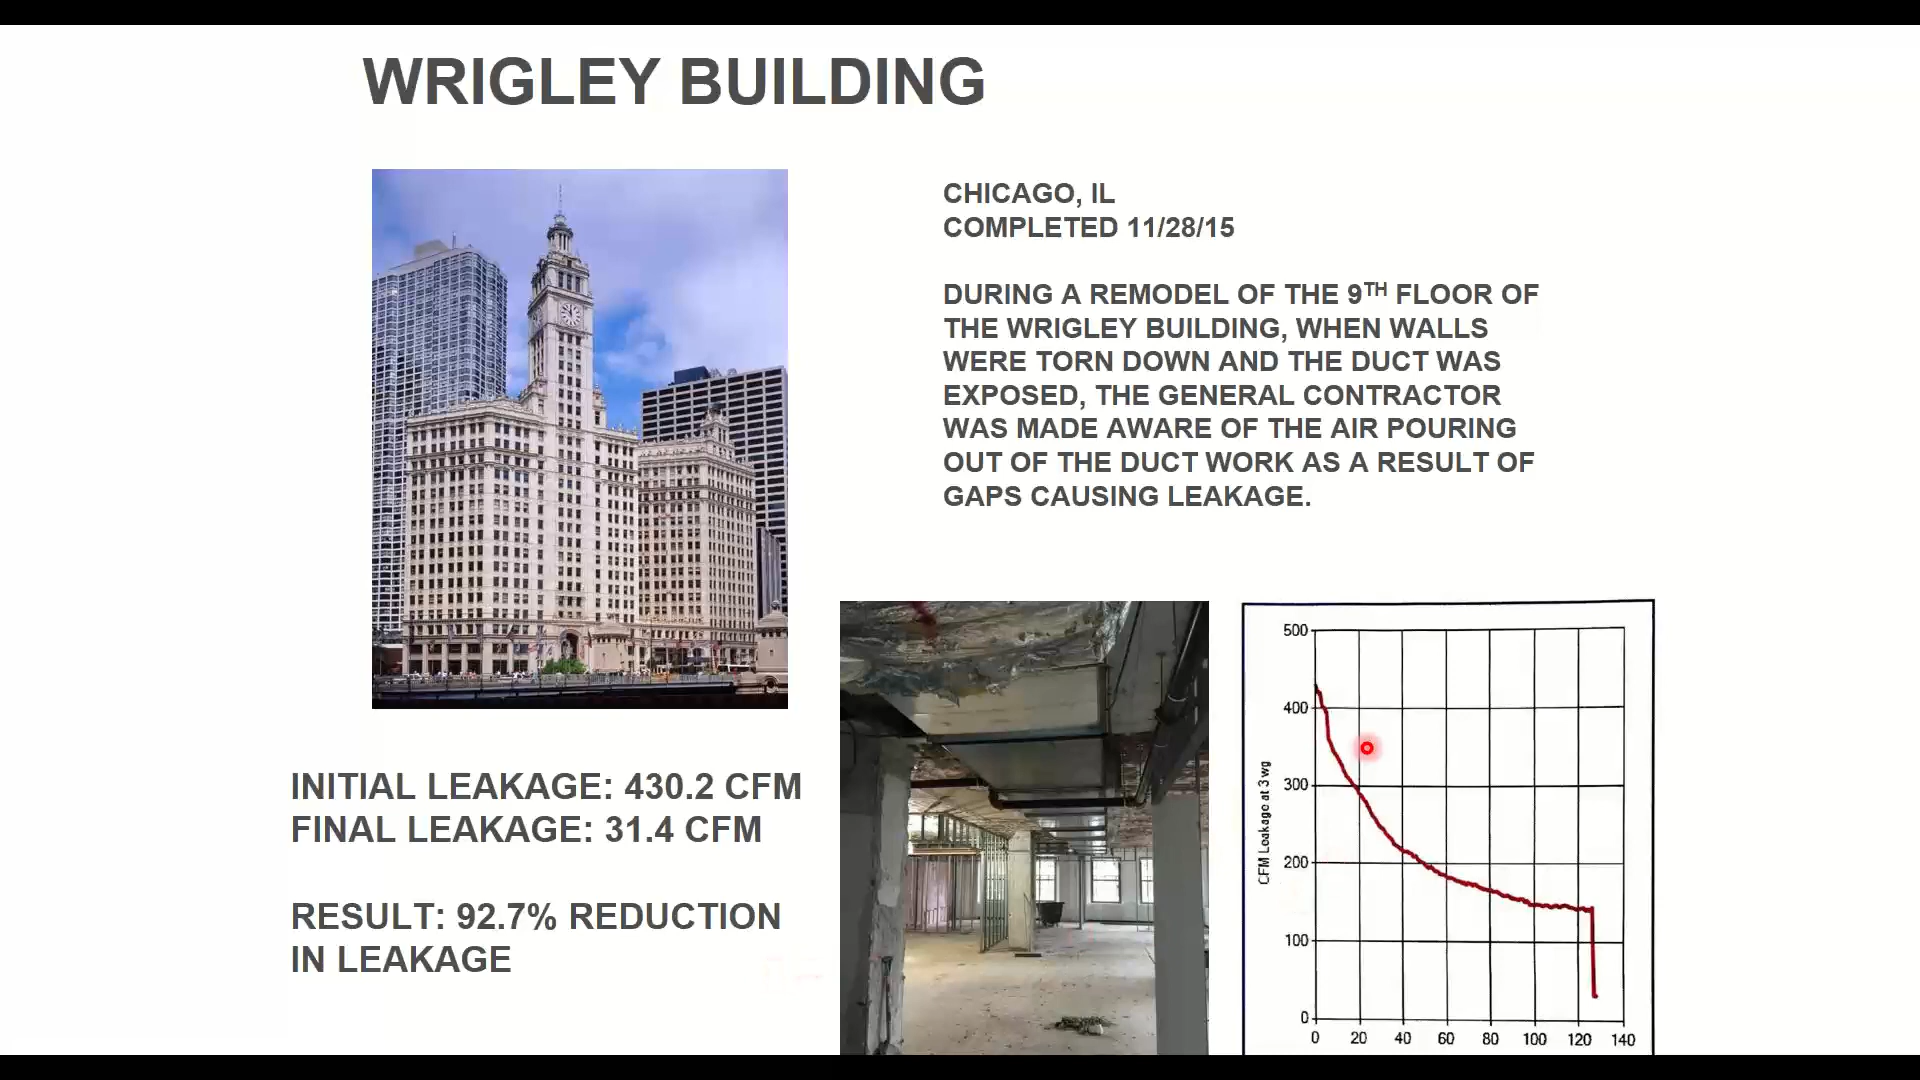 WRIGLEY BUILDING
CHICAGO, IL
COMPLETED 11/28/15
DURING A REMODEL OF THE 9TH FLOOR OF
THE WRIGLEY BUILDING, WHEN WALLS
WERE TORN DOWN AND THE DUCT WAS
EXPOSED, THE GENERAL CONTRACTOR
WAS MADE AWARE OF THE AIR POURING
OUT OF THE DUCT WORK AS A RESULT OF
GAPS CAUSING LEAKAGE.
INITIAL LEAKAGE: 430.2 CFM
FINAL LEAKAGE: 31.4 CFM
RESULT: 92.7% REDUCTION
IN LEAKAGE
CFM Leakage at 3 wg
500
400
300
200
100
0
0 20 40 60 80 100 120 140